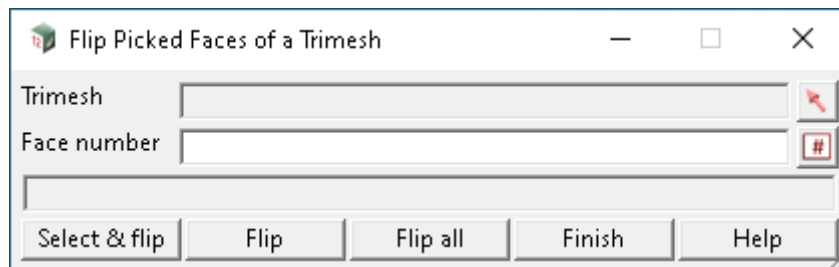 Flip Picked Faces of a Trimesh
Trimesh
Face number #
Select & flip Flip Flip all Finish Help